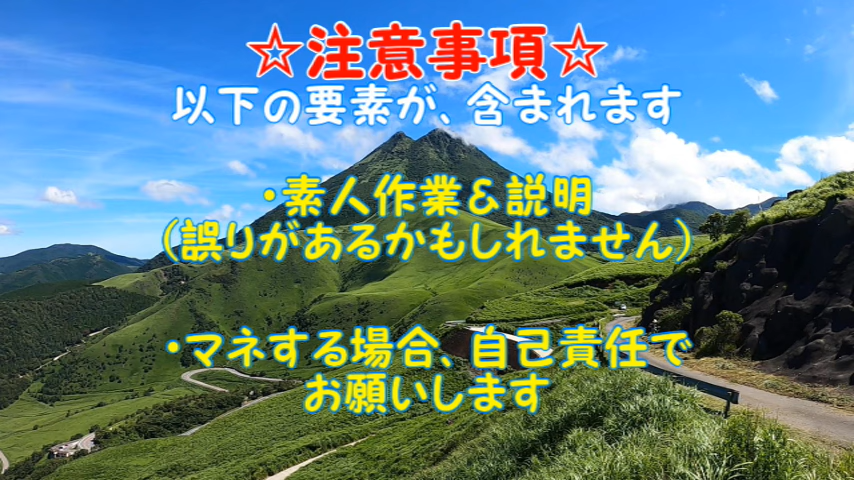 ☆注意事項☆
以下の要素が、含まれます
・素人作業＆説明
（誤りがあるかもしれません）
・マネする場合、自己責任で
お願いします